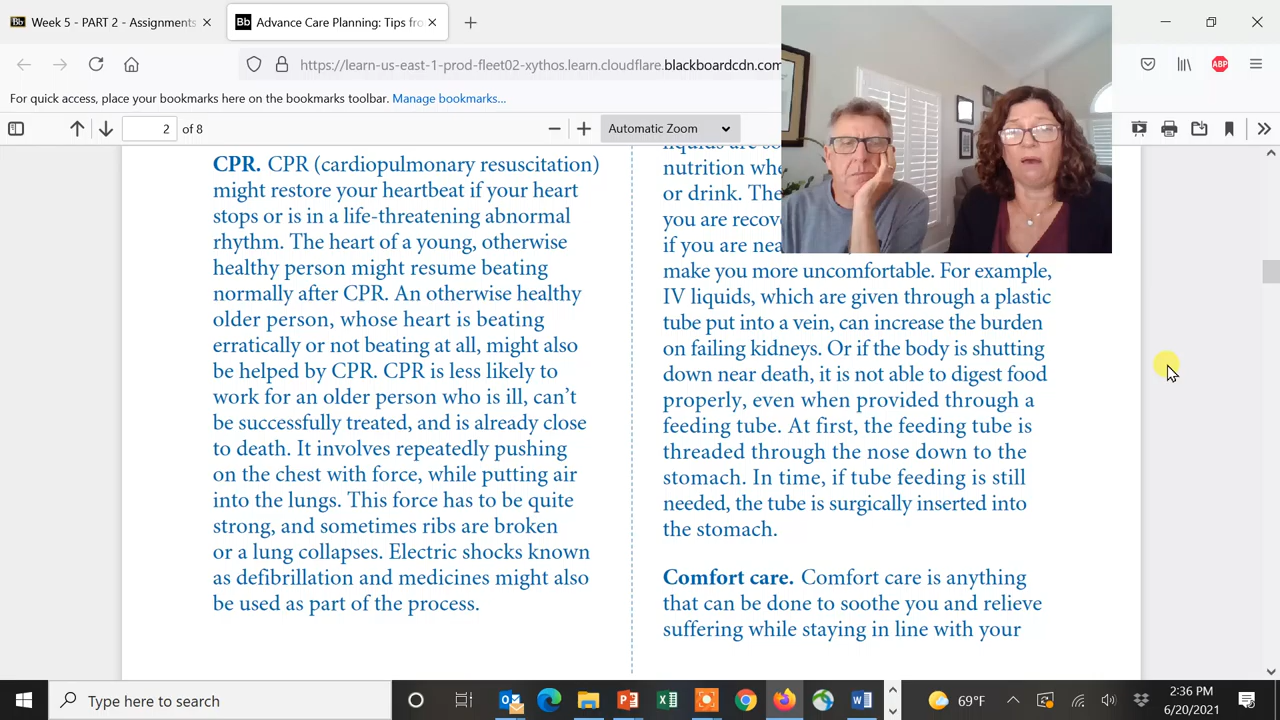 Week 5 - PART 2 - Assignments
Advance Care Planning: Tips fro
https://learn-us-east-1-prod-fleet02-xythos.learn.cloudflare.blackboardcdn.com
For quick access, place your bookmarks here on the bookmarks toolbar. Manage bookmarks...
2 of 8
Automatic Zoom
CPR. CPR (cardiopulmonary resuscitation)
might restore your heartbeat if your heart
stops or is in a life-threatening abnormal
rhythm. The heart of a young, otherwise
healthy person might resume beating
normally after CPR. An otherwise healthy
older person, whose heart is beating
erratically or not beating at all, might also
be helped by CPR. CPR is less likely to
work for an older person who is ill, can't
be successfully treated, and is already close
to death. It involves repeatedly pushing
on the chest with force, while putting air
into the lungs. This force has to be quite
strong, and sometimes ribs are broken
or a lung collapses. Electric shocks known
as defibrillation and medicines might also
be used as part of the process.
nutrition whe
or drink. The
you are recov
if you are nea
make you more uncomfortable. For example,
IV liquids, which are given through a plastic
tube put into a vein, can increase the burden
on failing kidneys. Or if the body is shutting
down near death, it is not able to digest food
properly, even when provided through a
feeding tube. At first, the feeding tube is
threaded through the nose down to the
stomach. In time, if tube feeding is still
needed, the tube is surgically inserted into
the stomach.
Comfort care. Comfort care is anything
that can be done to soothe you and relieve
suffering while staying in line with your
Type here to search
69°F
2:36 PM
6/20/2021